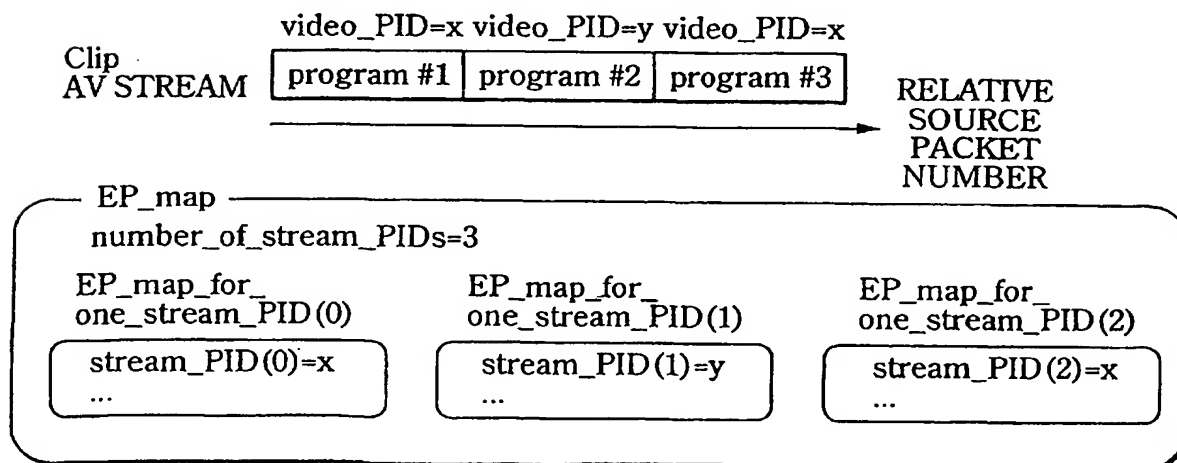 video_PID=x video_PID=y video_PID=x
Clip
AV STREAM
program #1 program #2 program #3
RELATIVE
SOURCE
PACKET
NUMBER
EP_map
number_of_stream_PIDs=3
EP_map_for_
one_stream_PID(0)
stream_PID(0)=x
...
EP_map_for_
one_stream_PID(1)
stream_PID(1)=y
...
EP_map_for_
one_stream_PID(2)
stream_PID(2)=x
...